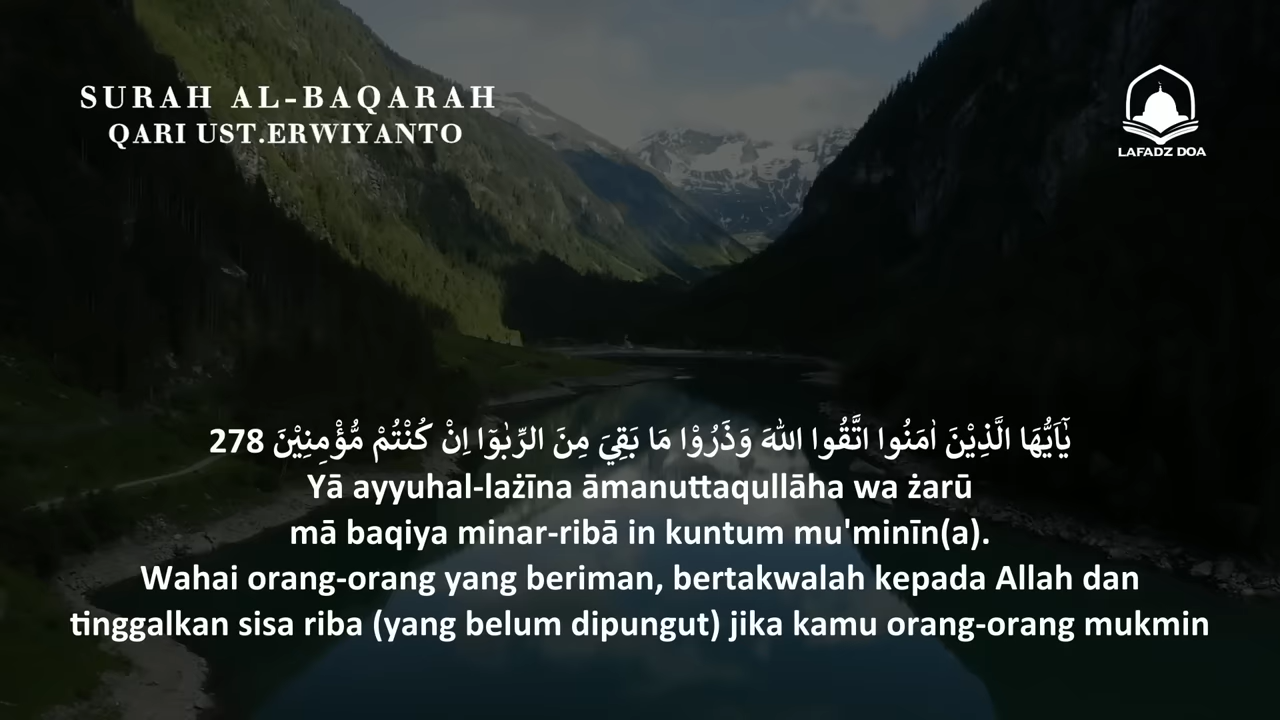 SURAH AL-BAQARAH
QARI UST.ERWIYANTO
LAFADZ DOA
يٰٓاَيُّهَا الَّذِيْنَ اٰمَنُوا اتَّقُوا اللّٰهَ وَذَرُوْا مَا بَقِيَ مِنَ الرِّبٰوٓا اِنْ كُنْتُمْ مُّؤْمِنِيْنَ 278
Yā ayyuhal-lażīna āmanuttaqullāha wa żarū
mā baqiya minar-ribā in kuntum mu'minīn(a).
Wahai orang-orang yang beriman, bertakwalah kepada Allah dan
tinggalkan sisa riba (yang belum dipungut) jika kamu orang-orang mukmin